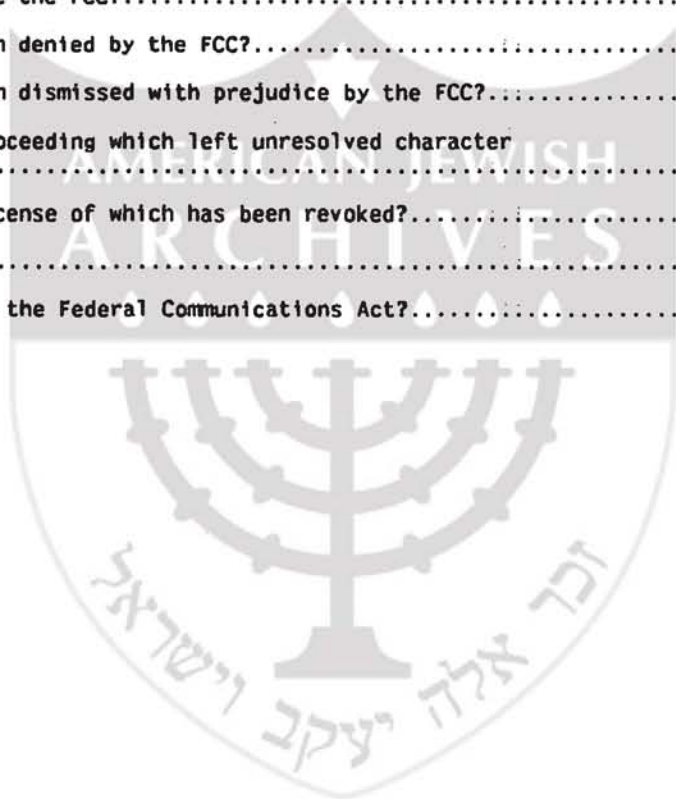 n denied by the FCC?
n dismissed with prejudice by the FCC?
oceeding which left unresolved character
cense of which has been revoked?
the Federal Communications Act?
AMERICAN JEWISH
ARCHIVES
זכר אלה יעקב וישראל